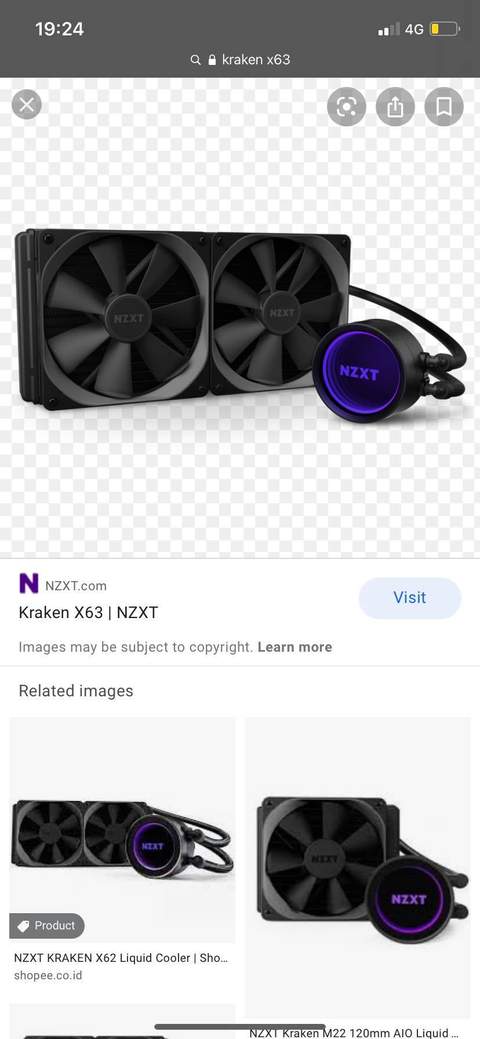 19:24
4G
kraken x63
NZXT
NZXT
NZXT
N NZXT.com
Visit
Kraken X63 | NZXT
Images may be subject to copyright. Learn more
Related images
NZXT
NZXT
NZXT
Product
NZXT KRAKEN X62 Liquid Cooler | Sho...
shopee.co.id
NZXT Kraken M22 120mm AIO Liquid ...